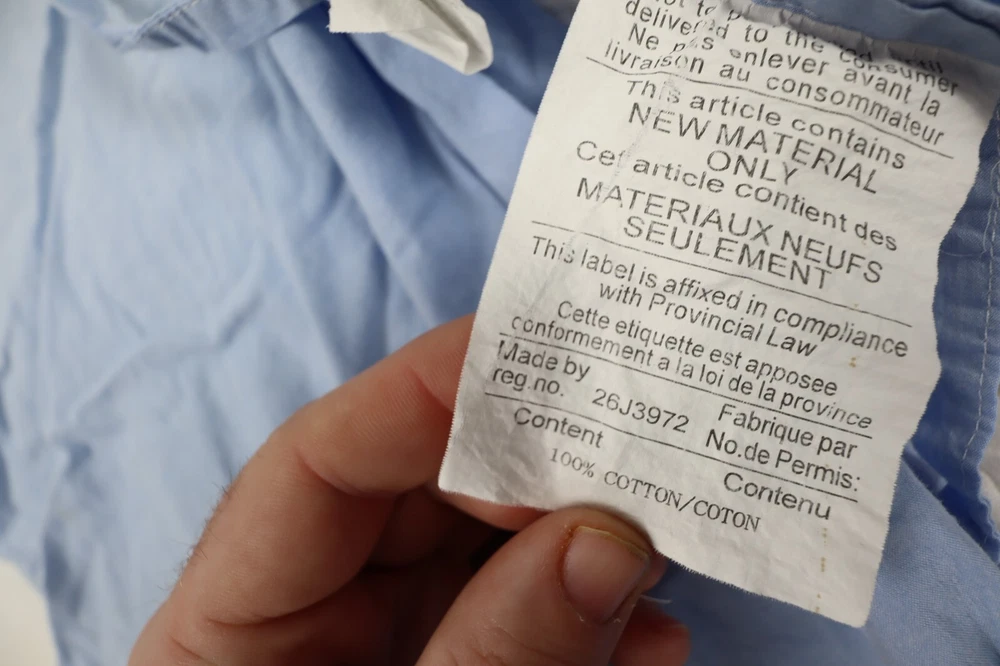 delivered to the consumer
Ne pas enlever avant la
livraison au consommateur
This article contains
NEW MATERIAL
ONLY
Cet article contient des
MATERIAUX NEUFS
SEULEMENT
This label is affixed in compliance
with Provincial Law
Cette etiquette est apposee
conformement a la loi de la province
Made by Fabrique par
reg.no. 26J3972 No.de Permis:
Content Contenu
100% COTTON/COTON